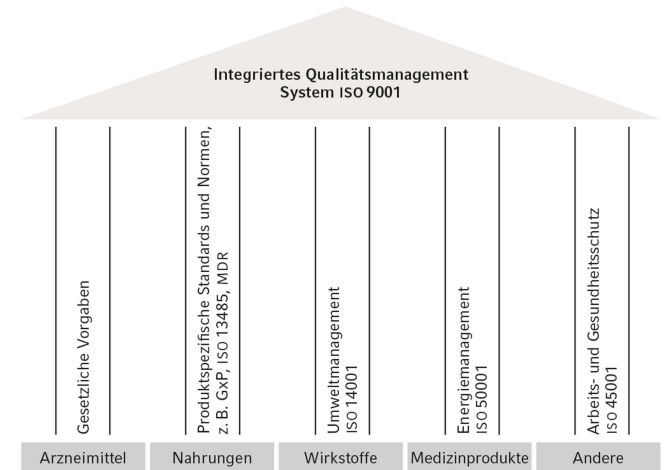 Integriertes Qualitätsmanagement
System ISO 9001
Gesetzliche Vorgaben
Produktspezifische Standards und Normen,
z. B. GxP, ISO 13485, MDR
Umweltmanagement
ISO 14001
Energiemanagement
ISO 50001
Arbeits- und Gesundheitsschutz
ISO 45001
Arzneimittel
Nahrungen
Wirkstoffe
Medizinprodukte
Andere